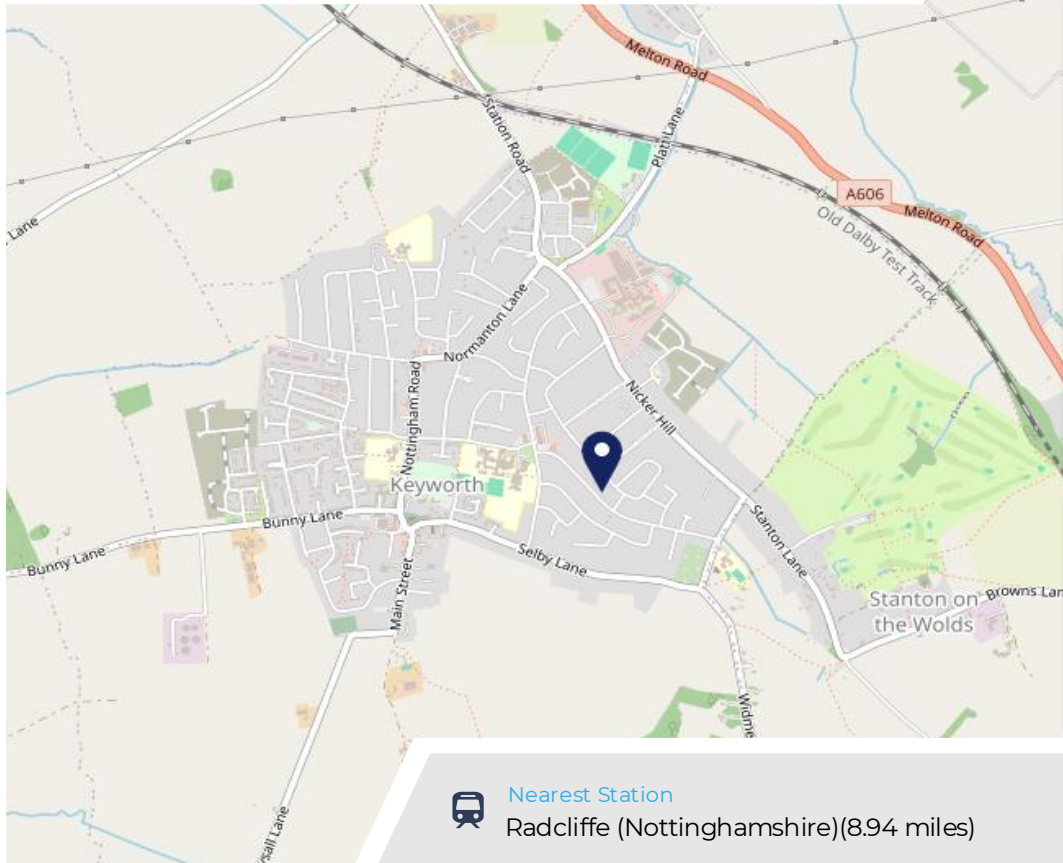 Melton Road
Station Road
Platt Lane
Lane
A606
Melton Road
Old Dalby Test Track
Normanton Lane
Nottingham Road
Nicker Hill
Keyworth
Bunny Lane
Bunny Lane
Selby Lane
Stanton Lane
Main Street
Browns Lan
Stanton on
the Wolds
Widme
ysall Lane
Nearest Station
Radcliffe (Nottinghamshire)(8.94 miles)